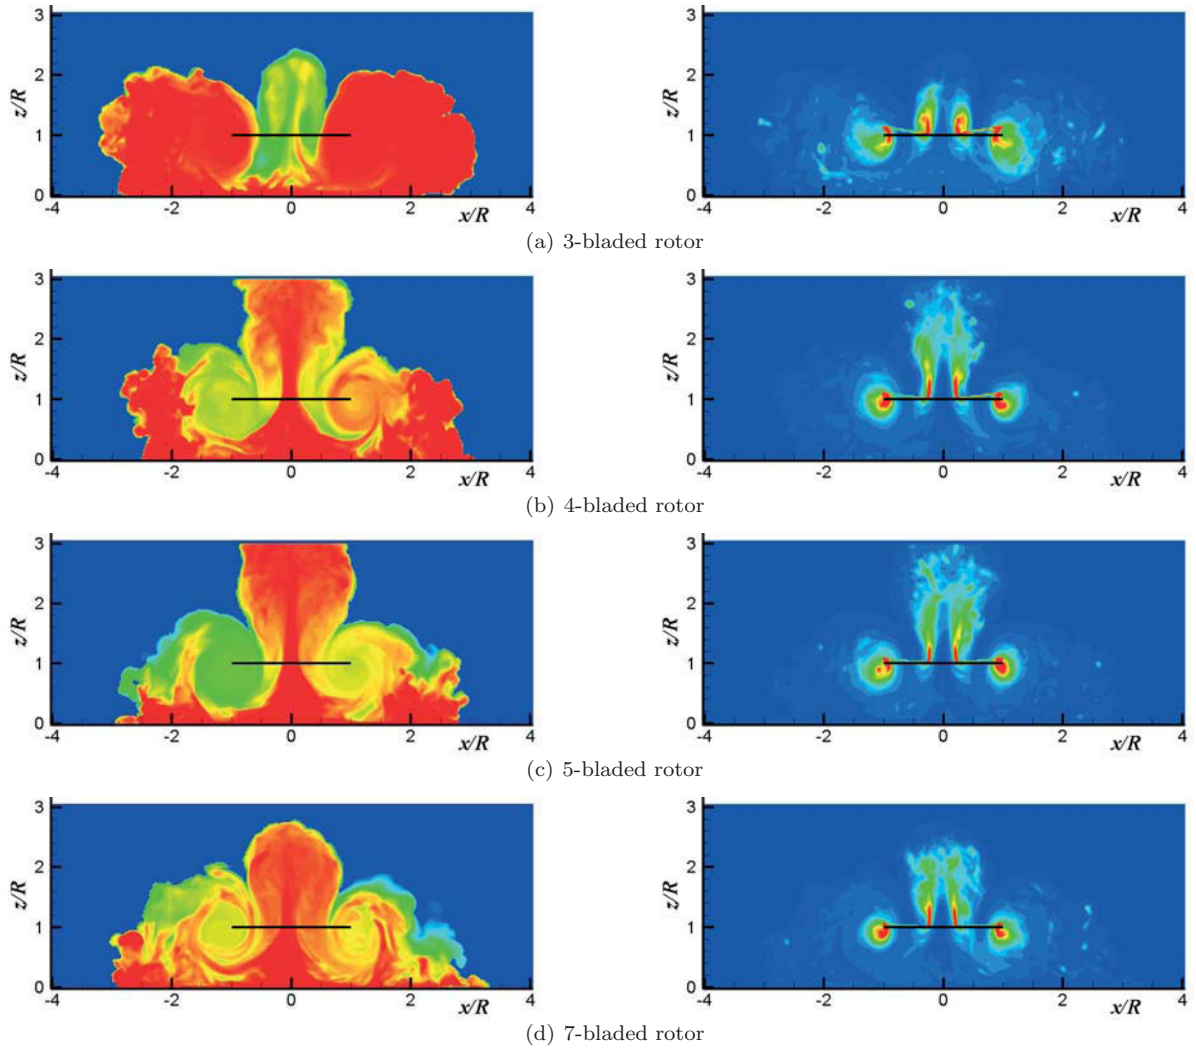 3
3
z/R
2
z/R
2
1
1
0
0
-4 -2 0 2 4
-4 -2 0 2 4
x/R
x/R
(a) 3-bladed rotor
3
3
z/R
2
z/R
2
1
1
0
0
-4 -2 0 2 4
-4 -2 0 2 4
x/R
x/R
(b) 4-bladed rotor
3
3
z/R
2
z/R
2
1
1
0
0
-4 -2 0 2 4
-4 -2 0 2 4
x/R
x/R
(c) 5-bladed rotor
3
3
z/R
2
z/R
2
1
1
0
0
-4 -2 0 2 4
-4 -2 0 2 4
x/R
x/R
(d) 7-bladed rotor